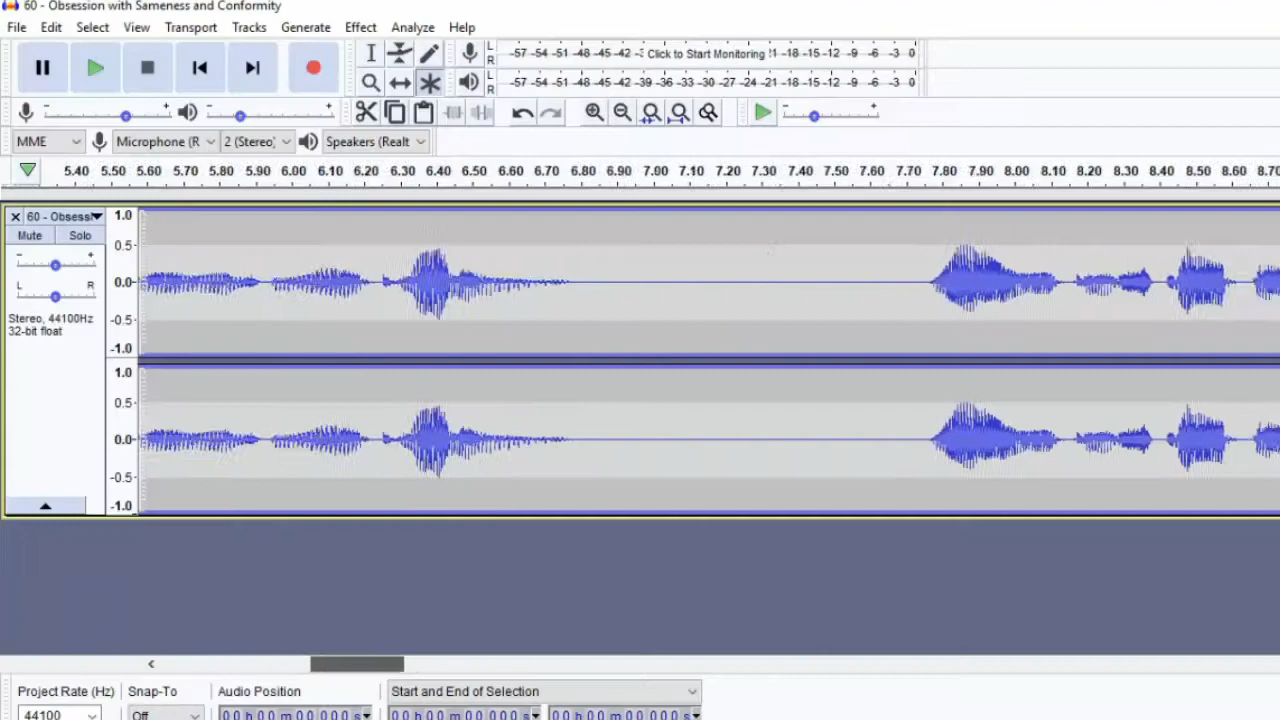 60 - Obsession with Sameness and Conformity
File Edit Select View Transport Tracks Generate Effect Analyze Help
L R -57 -54 -51 -48 -45 -42 -3 Click to Start Monitoring !1 -18 -15 -12 -9 -6 -3 0
L R -57 -54 -51 -48 -45 -42 -39 -36 -33 -30 -27 -24 -21 -18 -15 -12 -9 -6 -3 0
- + - + - +
MME Microphone (R 2 (Stereo) Speakers (Realt
5.40 5.50 5.60 5.70 5.80 5.90 6.00 6.10 6.20 6.30 6.40 6.50 6.60 6.70 6.80 6.90 7.00 7.10 7.20 7.30 7.40 7.50 7.60 7.70 7.80 7.90 8.00 8.10 8.20 8.30 8.40 8.50 8.60 8.70
60 - Obsessi 1.0
Mute Solo
- + 0.5
0.0
L R
Stereo, 44100Hz -0.5
32-bit float
-1.0
1.0
0.5
0.0
-0.5
-1.0
Project Rate (Hz) Snap-To Audio Position Start and End of Selection
44100 Off 00 h 00 m 00.000 s 00 h 00 m 00.000 s 00 h 00 m 00.000 s